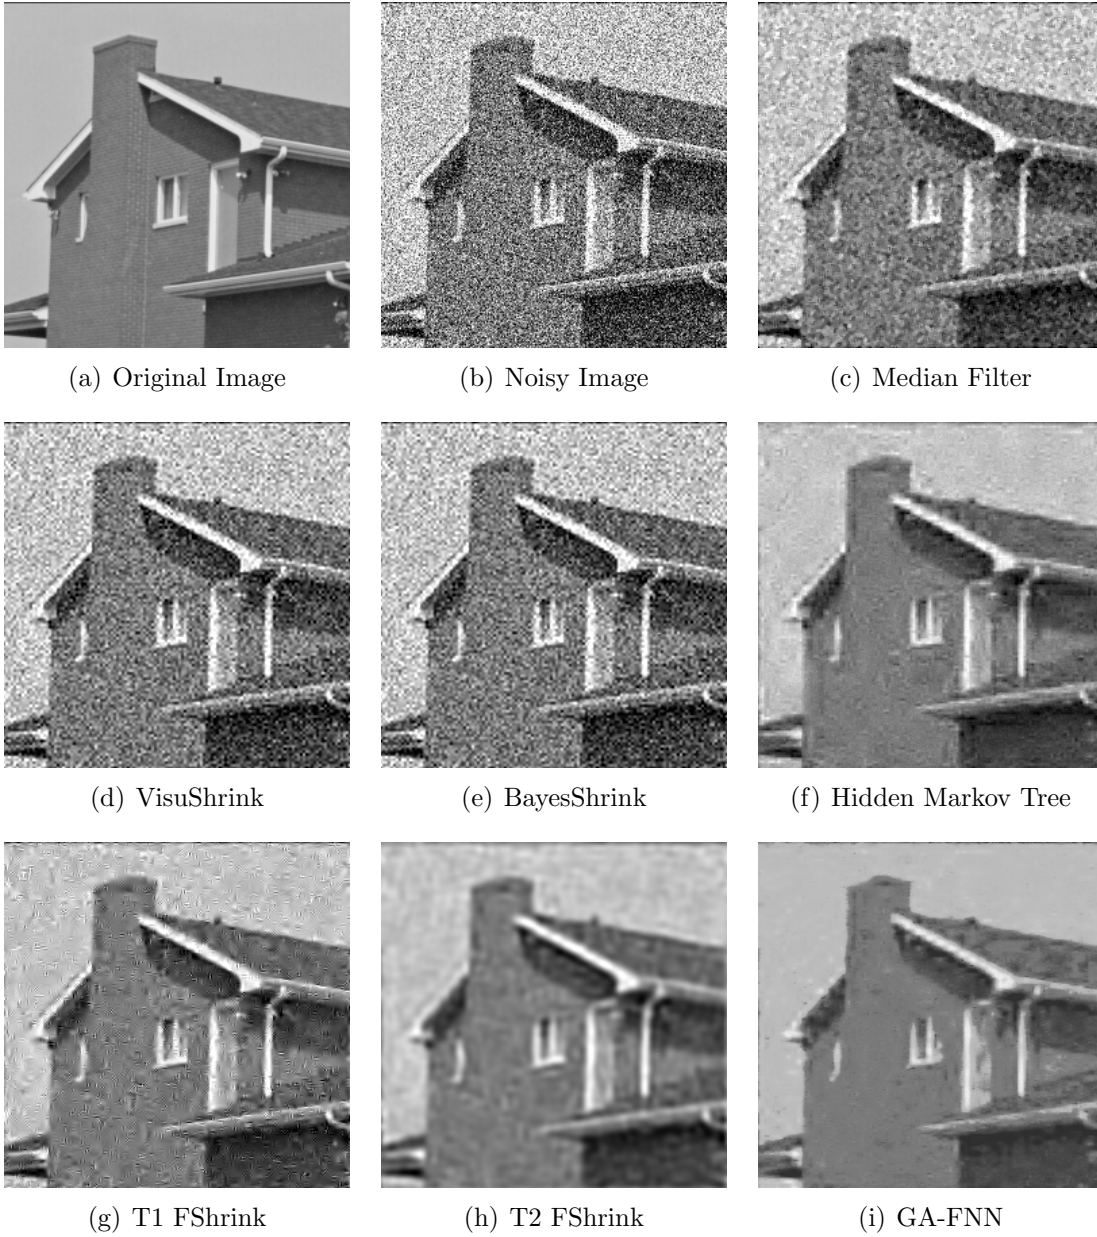 (a) Original Image
(b) Noisy Image
(c) Median Filter
(d) VisuShrink
(e) BayesShrink
(f) Hidden Markov Tree
(g) T1 FShrink
(h) T2 FShrink
(i) GA-FNN